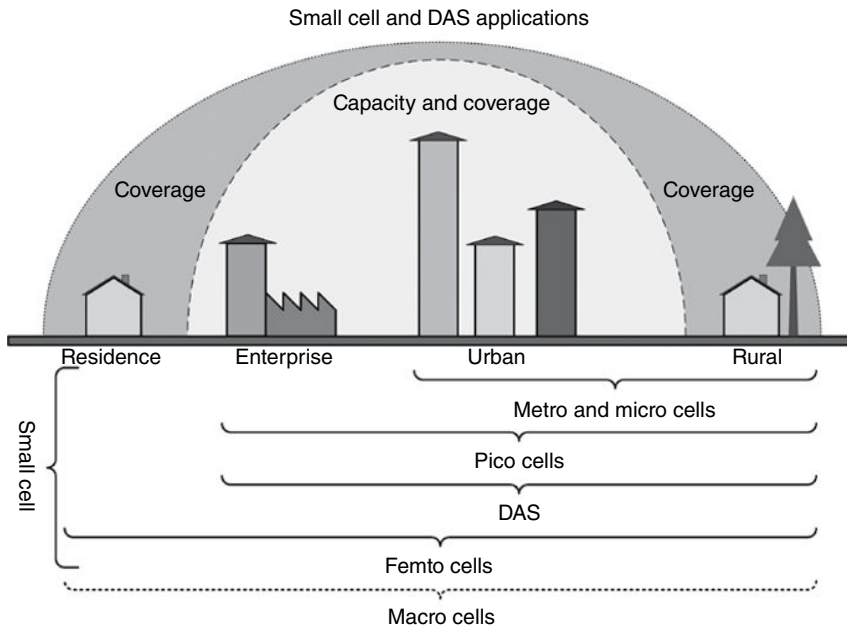 Small cell and DAS applications
Capacity and coverage
Coverage
Coverage
Residence
Enterprise
Urban
Rural
Small cell
Metro and micro cells
Pico cells
DAS
Femto cells
Macro cells